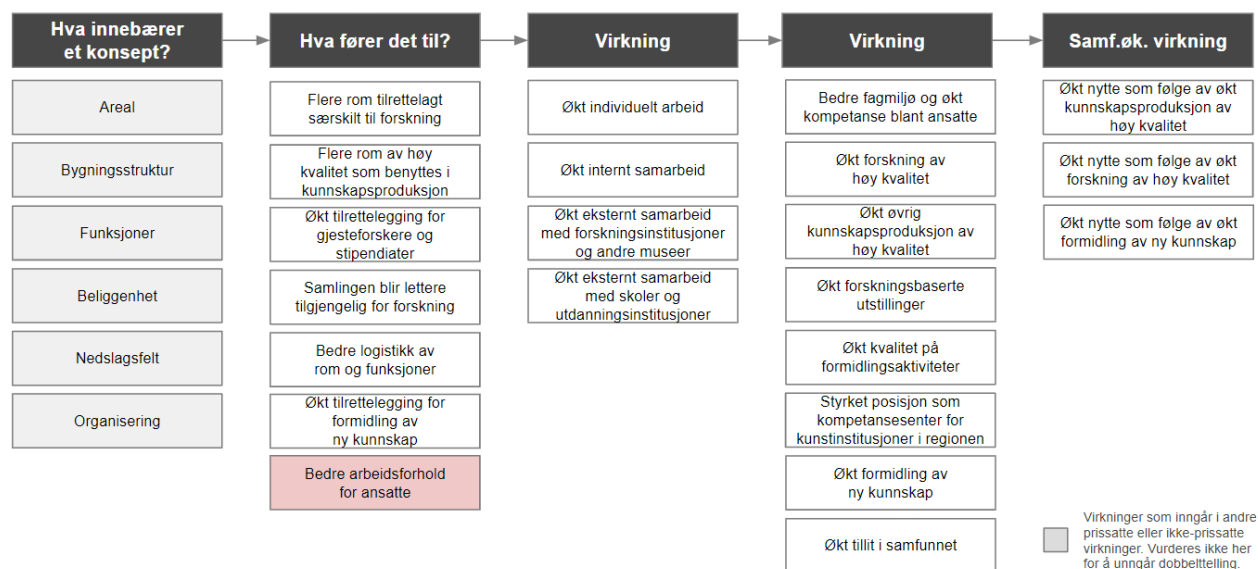 Hva innebærer
et konsept?
Hva fører det til?
Virkning
Virkning
Samf.øk. virkning
Areal
Bygningsstruktur
Funksjoner
Beliggenhet
Nedslagsfelt
Organisering
Flere rom tilrettelagt
særskilt til forskning
Flere rom av høy
kvalitet som benyttes i
kunnskapsproduksjon
Økt tilrettelegging for
gjesteforskere og
stipendiater
Samlingen blir lettere
tilgjengelig for forskning
Bedre logistikk av
rom og funksjoner
Økt tilrettelegging for
formidling av
ny kunnskap
Bedre arbeidsforhold
for ansatte
Økt individuelt arbeid
Økt internt samarbeid
Økt eksternt samarbeid
med forskningsinstitusjoner
og andre museer
Økt eksternt samarbeid
med skoler og
utdanningsinstitusjoner
Bedre fagmiljø og økt
kompetanse blant ansatte
Økt forskning av
høy kvalitet
Økt øvrig
kunnskapsproduksjon av
høy kvalitet
Økt forskningsbaserte
utstillinger
Økt kvalitet på
formidlingsaktiviteter
Styrket posisjon som
kompetansesenter for
kunstinstitusjoner i regionen
Økt formidling av
ny kunnskap
Økt tillit i samfunnet
Økt nytte som følge av økt
kunnskapsproduksjon av
høy kvalitet
Økt nytte som følge av økt
forskning av høy kvalitet
Økt nytte som følge av økt
formidling av ny kunnskap
Virkninger som inngår i andre
prissatte eller ikke-prissatte
virkninger. Vurderes ikke her
for å unngår dobbelttelling.